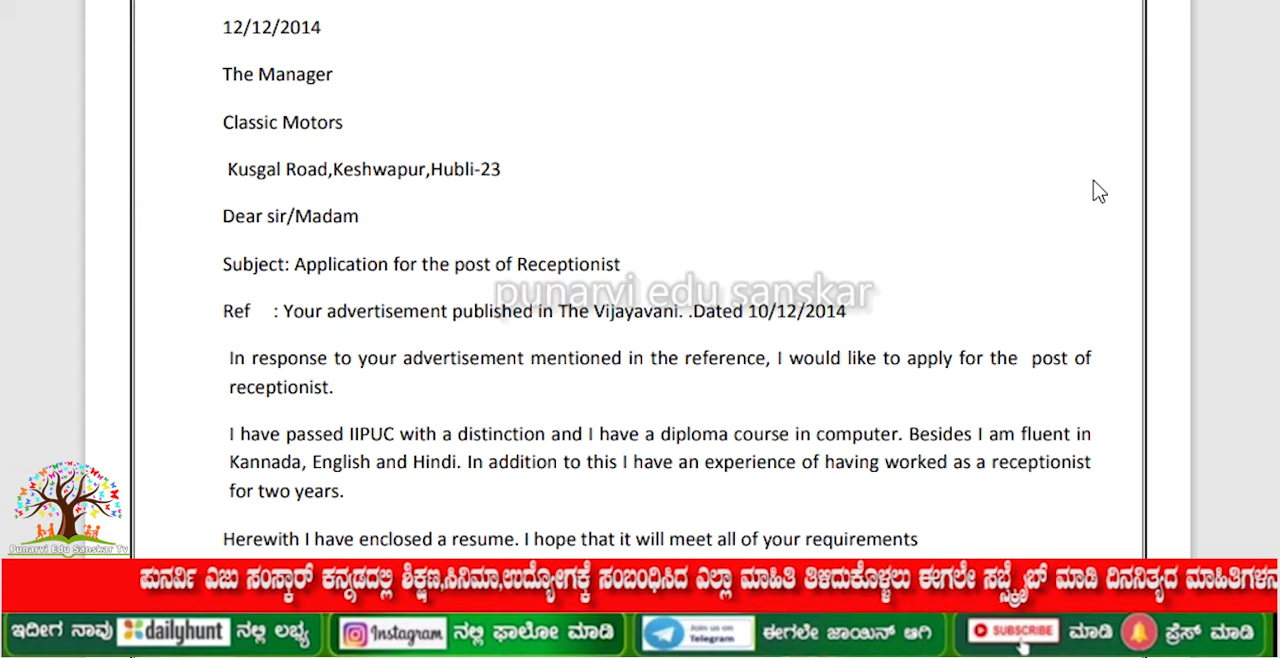 12/12/2014
The Manager
Classic Motors
Kusgal Road,Keshwapur,Hubli-23
Dear sir/Madam
Subject: Application for the post of Receptionist
punarvi edu sanskar
Ref : Your advertisement published in The Vijayavani. .Dated 10/12/2014
In response to your advertisement mentioned in the reference, I would like to apply for the post of
receptionist.
I have passed IIPUC with a distinction and I have a diploma course in computer. Besides I am fluent in
Kannada, English and Hindi. In addition to this I have an experience of having worked as a receptionist
for two years.
Herewith I have enclosed a resume. I hope that it will meet all of your requirements
Punarvi Edu Sanskar Tv
ಪುನರ್ವಿ ಎಜು ಸಂಸ್ಕಾರ್ ಕನ್ನಡದಲ್ಲಿ ಶಿಕ್ಷಣ,ಸಿನಿಮಾ,ಉದ್ಯೋಗಕ್ಕೆ ಸಂಬಂಧಿಸಿದ ಎಲ್ಲಾ ಮಾಹಿತಿ ತಿಳಿದುಕೊಳ್ಳಲು ಈಗಲೇ ಸಬ್ಸ್ಕ್ರೈಬ್ ಮಾಡಿ ದಿನನಿತ್ಯದ ಮಾಹಿತಿಗಳನ
ಇದೀಗ ನಾವು dailyhunt ನಲ್ಲಿ ಲಭ್ಯ Instagram ನಲ್ಲಿ ಫಾಲೋ ಮಾಡಿ Join us on Telegram ಈಗಲೇ ಜಾಯಿನ್ ಆಗಿ SUBSCRIBE ಮಾಡಿ ಪ್ರೆಸ್ ಮಾಡಿ